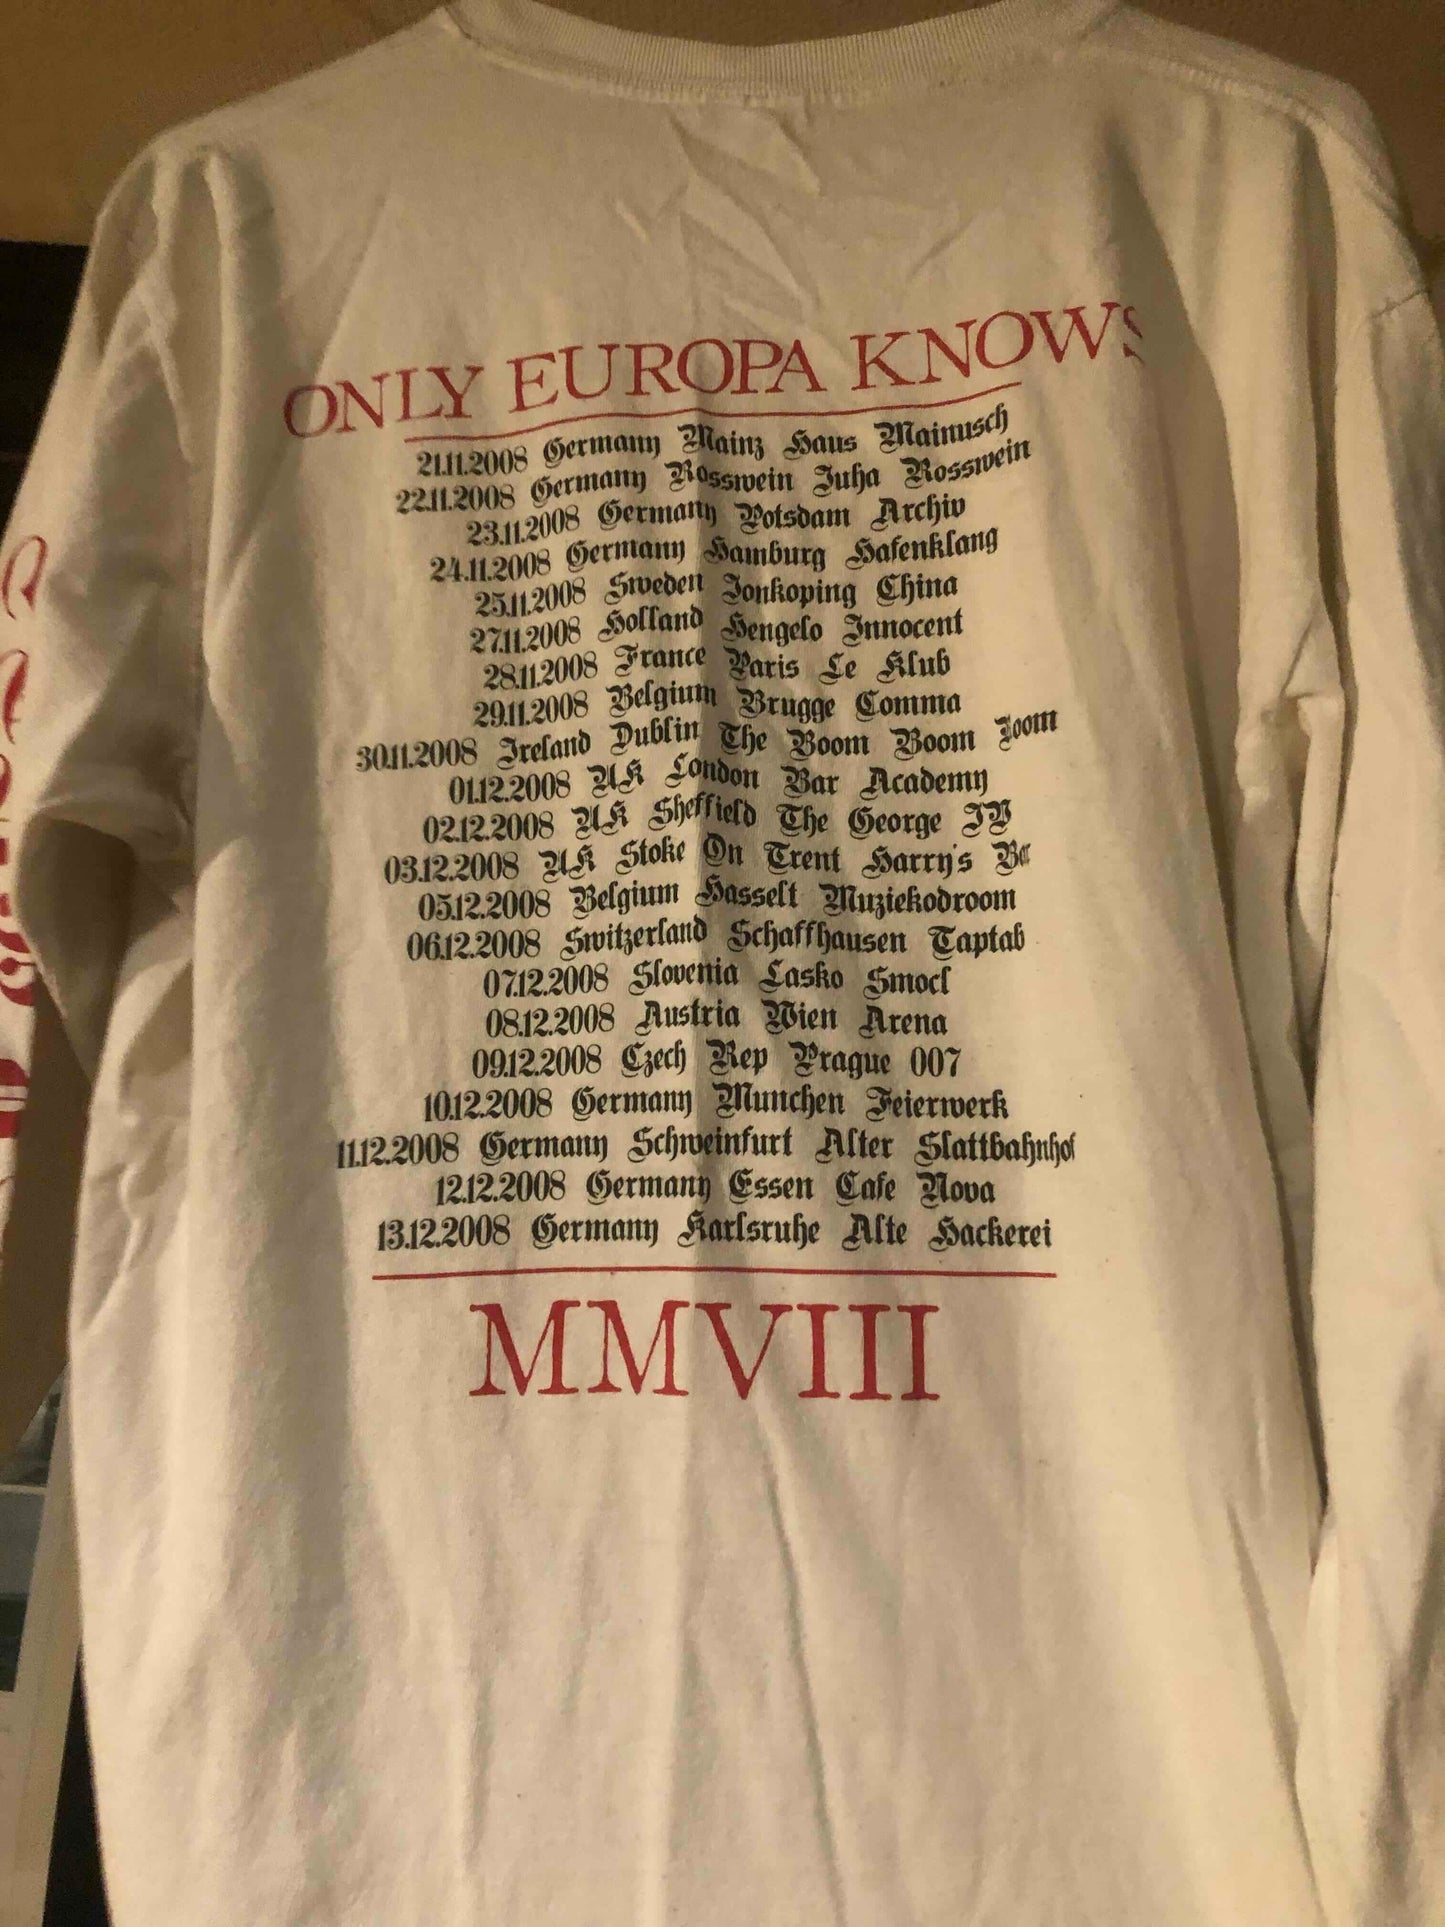 ONLY EUROPA KNOWS
21.11.2008 Germany Mainz Haus Mainusch
22.11.2008 Germany Rosswein Juha Rosswein
23.11.2008 Germany Potsdam Archiv
24.11.2008 Germany Hamburg Hafenklang
25.11.2008 Sweden Jonkoping China
27.11.2008 Holland Hengelo Innocent
28.11.2008 France Paris Le Klub
29.11.2008 Belgium Brugge Comma
30.11.2008 Ireland Dublin The Boom Boom Room
01.12.2008 UK London Bar Academy
02.12.2008 UK Sheffield The George IV
03.12.2008 UK Stoke On Trent Harry's Bar
05.12.2008 Belgium Hasselt Muziekodroom
06.12.2008 Switzerland Schaffhausen Taptab
07.12.2008 Slovenia Lasko Smocl
08.12.2008 Austria Wien Arena
09.12.2008 Czech Rep Prague 007
10.12.2008 Germany Munchen Feierwerk
11.12.2008 Germany Schweinfurt Alter Slattbahnhof
12.12.2008 Germany Essen Cafe Nova
13.12.2008 Germany Karlsruhe Alte Hackerei
MMVIII